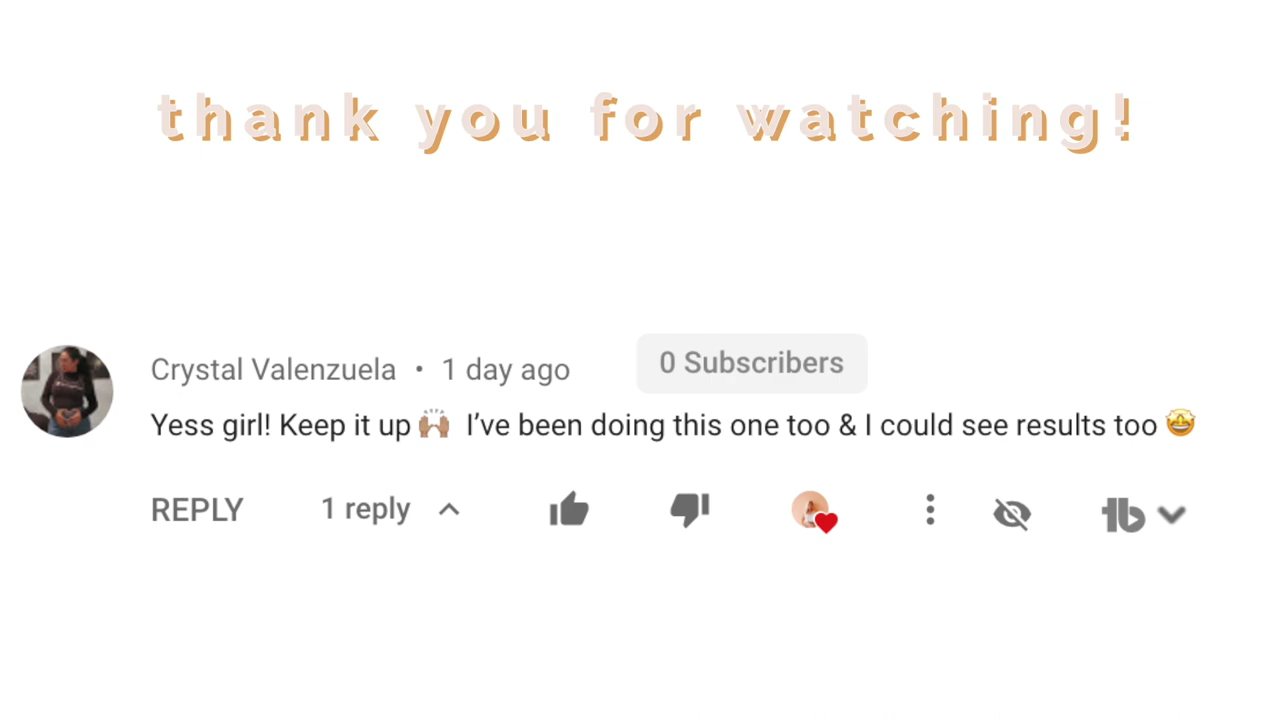 thank you for watching!
Crystal Valenzuela • 1 day ago 0 Subscribers
Yess girl! Keep it up 🙌🏽 I’ve been doing this one too & I could see results too 🤩
REPLY 1 reply